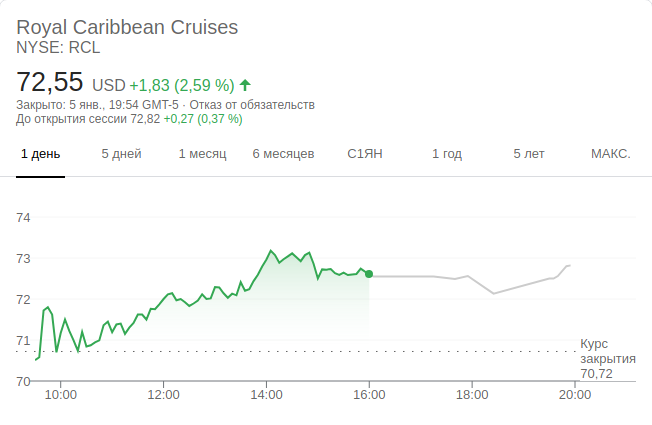 Royal Caribbean Cruises
NYSE: RCL
72,55 USD +1,83 (2,59 %)
Закрыто: 5 янв., 19:54 GMT-5 · Отказ от обязательств
До открытия сессии 72,82 +0,27 (0,37 %)
1 день 5 дней 1 месяц 6 месяцев С1ЯН 1 год 5 лет МАКС.
74
73
72
71
70
Курс
закрытия
70,72
10:00 12:00 14:00 16:00 18:00 20:00